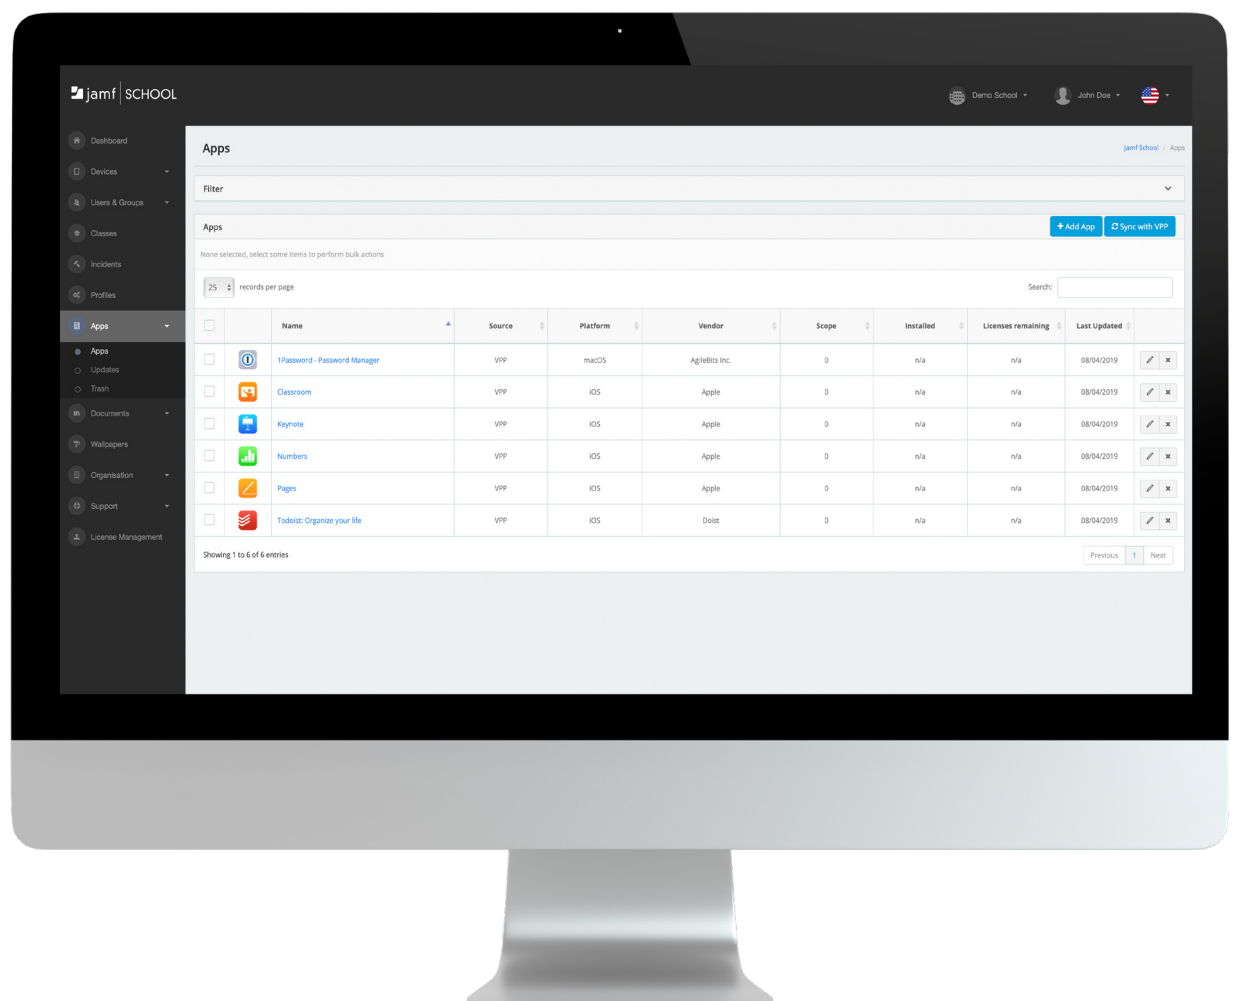 jamf SCHOOL
Demo School
John Doe
Dashboard
Devices
Users & Groups
Classes
Incidents
Profiles
Apps
Apps
Updates
Trash
Documents
Wallpapers
Organisation
Support
License Management
Apps
Jamf School / Apps
Filter
Apps
+ Add App
Sync with VPP
None selected, select some items to perform bulk actions
25 records per page
Search:
Name Source Platform Vendor Scope Installed Licenses remaining Last Updated
1Password - Password Manager VPP macOS AgileBits Inc. 0 n/a n/a 08/04/2019
Classroom VPP iOS Apple 0 n/a n/a 08/04/2019
Keynote VPP iOS Apple 0 n/a n/a 08/04/2019
Numbers VPP iOS Apple 0 n/a n/a 08/04/2019
Pages VPP iOS Apple 0 n/a n/a 08/04/2019
Todoist: Organize your life VPP iOS Doist 0 n/a n/a 08/04/2019
Showing 1 to 6 of 6 entries
Previous 1 Next